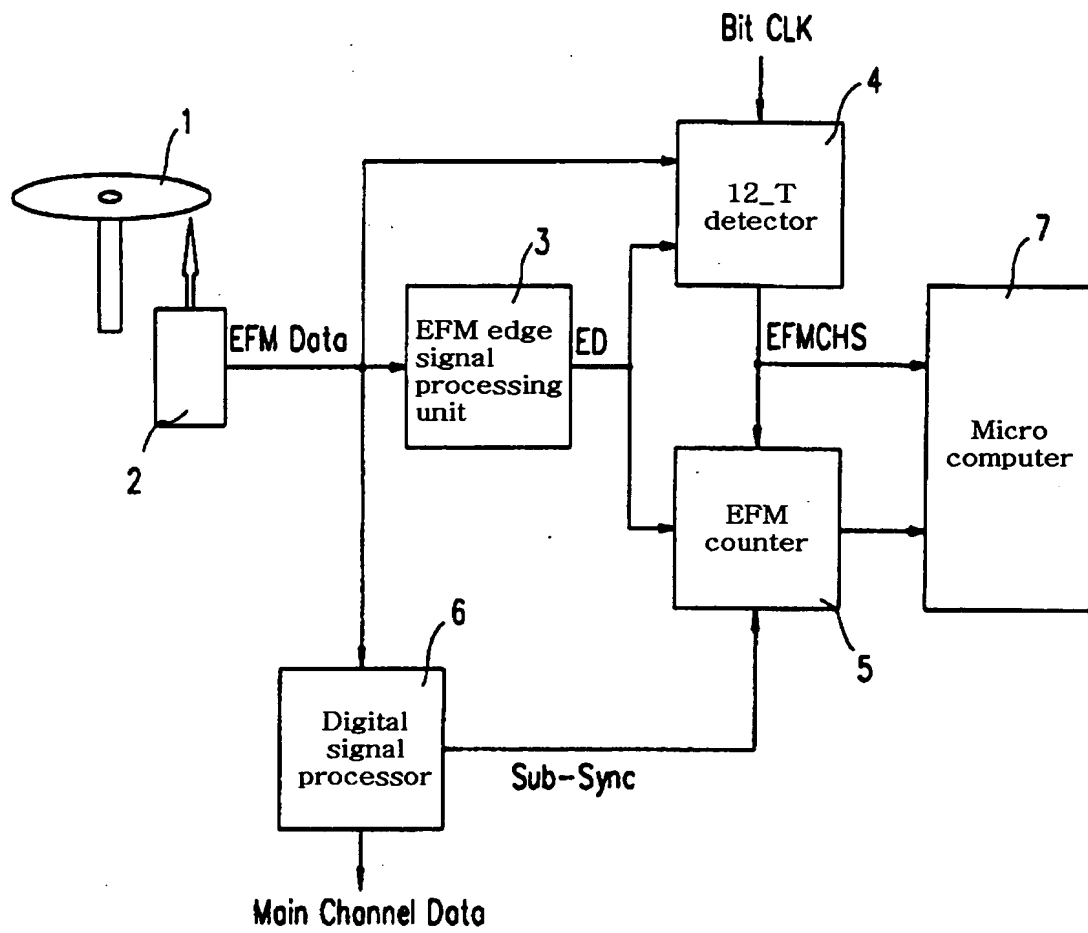 Bit CLK
4
1
12_T
detector
7
3
EFM Data
EFM edge
signal
processing
unit
ED
EFMCHS
2
Micro
computer
EFM
counter
6
5
Digital
signal
processor
Sub-Sync
Main Channel Data